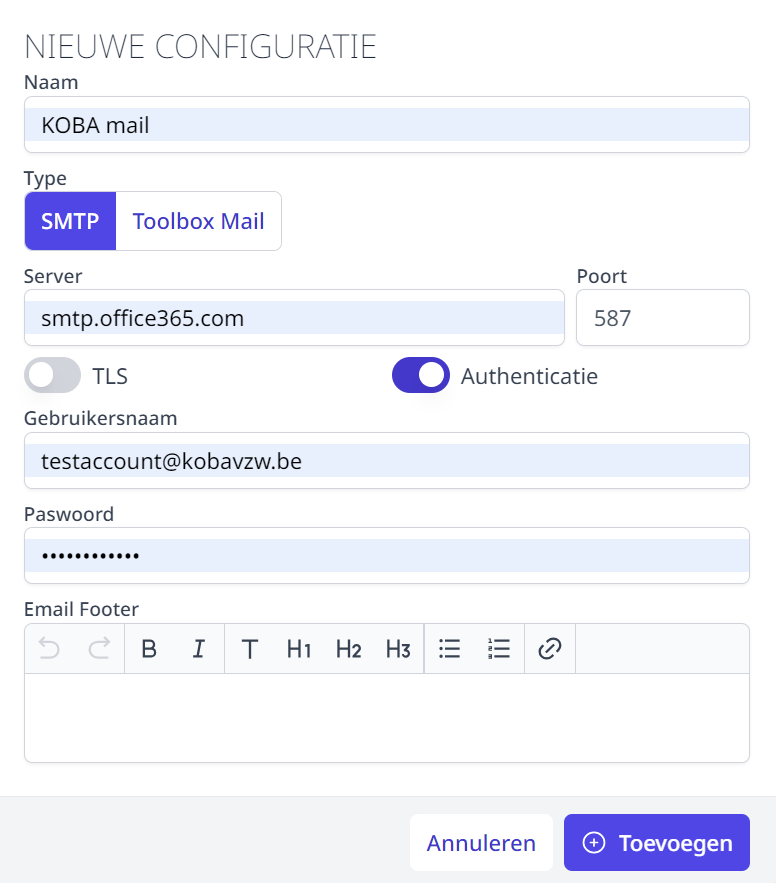 NIEUWE CONFIGURATIE
Naam
KOBA mail
Type
SMTP Toolbox Mail
Server Poort
smtp.office365.com 587
TLS Authenticatie
Gebruikersnaam
testaccount@kobavzw.be
Paswoord
••••••••••••
Email Footer
B I T H1 H2 H3
Annuleren Toevoegen